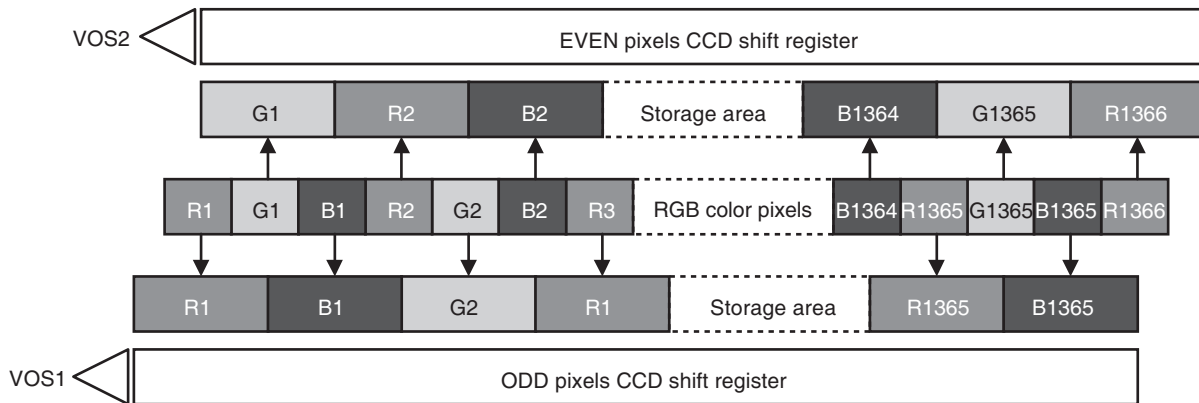 VOS2
EVEN pixels CCD shift register
G1 R2 B2 Storage area B1364 G1365 R1366
R1 G1 B1 R2 G2 B2 R3 RGB color pixels B1364 R1365 G1365 B1365 R1366
R1 B1 G2 R1 Storage area R1365 B1365
VOS1
ODD pixels CCD shift register